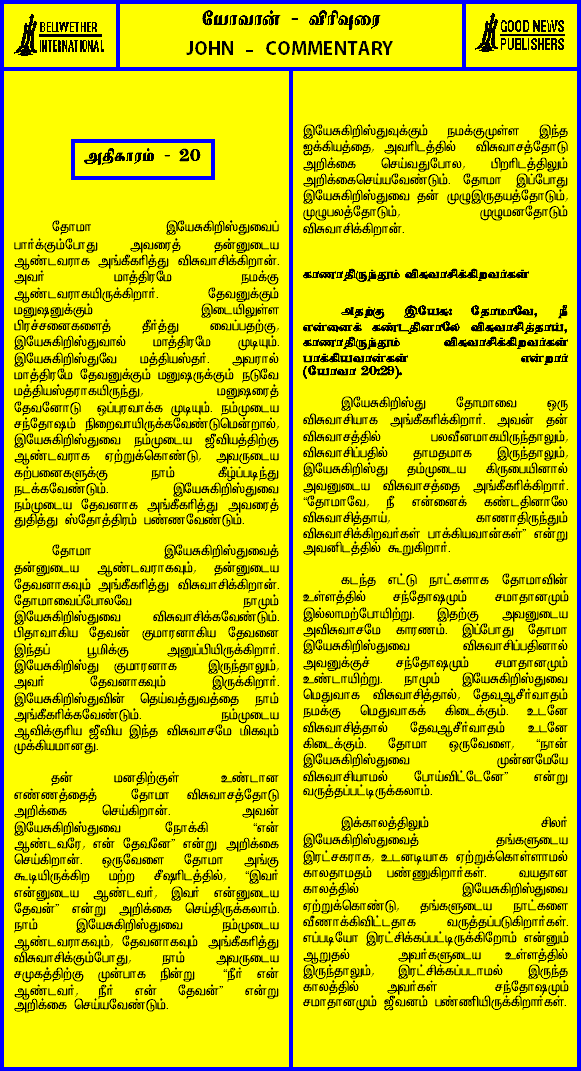 BELIWETHER
INTERNATIONAL
யோவான் - விரிவுரை
JOHN - COMMENTARY
GOOD NEWS
PUBLISHERS
அதிகாரம் - 20
தோமா இயேசுகிறிஸ்துவைப்
பார்க்கும்போது அவரைத் தன்னுடைய
ஆண்டவராக அங்கீகரித்து விசுவாசிக்கிறான்.
அவர் மாத்திரமே நமக்கு
ஆண்டவராகயிருக்கிறார். தேவனுக்கும்
மனுஷனுக்கும் இடையிலுள்ள
பிரச்சனைகளைத் தீர்த்து வைப்பதற்கு,
இயேசுகிறிஸ்துவால் மாத்திரமே முடியும்.
இயேசுகிறிஸ்துவே மத்தியஸ்தர். அவரால்
மாத்திரமே தேவனுக்கும் மனுஷருக்கும் நடுவே
மத்தியஸ்தராகயிருந்து, மனுஷரைத்
தேவனோடு ஒப்புரவாக்க முடியும். நம்முடைய
சந்தோஷம் நிறைவாயிருக்கவேண்டுமென்றால்,
இயேசுகிறிஸ்துவை நம்முடைய ஜீவியத்திற்கு
ஆண்டவராக ஏற்றுக்கொண்டு, அவருடைய
கற்பனைகளுக்கு நாம் கீழ்ப்படிந்து
நடக்கவேண்டும். இயேசுகிறிஸ்துவை
நம்முடைய தேவனாக அங்கீகரித்து அவரைத்
துதித்து ஸ்தோத்திரம் பண்ணவேண்டும்.
தோமா இயேசுகிறிஸ்துவைத்
தன்னுடைய ஆண்டவராகவும், தன்னுடைய
தேவனாகவும் அங்கீகரித்து விசுவாசிக்கிறான்.
தோமாவைப்போலவே நாமும்
இயேசுகிறிஸ்துவை விசுவாசிக்கவேண்டும்.
பிதாவாகிய தேவன் குமாரனாகிய தேவனை
இந்தப் பூமிக்கு அனுப்பியிருக்கிறார்.
இயேசுகிறிஸ்து குமாரனாக இருந்தாலும்,
அவர் தேவனாகவும் இருக்கிறார்.
இயேசுகிறிஸ்துவின் தெய்வத்துவத்தை நாம்
அங்கீகரிக்கவேண்டும். நம்முடைய
ஆவிக்குரிய ஜீவிய இந்த விசுவாசமே மிகவும்
முக்கியமானது.
தன் மனதிற்குள் உண்டான
எண்ணத்தைத் தோமா விசுவாசத்தோடு
அறிக்கை செய்கிறான். அவன்
இயேசுகிறிஸ்துவை நோக்கி “என்
ஆண்டவரே, என் தேவனே” என்று அறிக்கை
செய்கிறான். ஒருவேளை தோமா அங்கு
கூடியிருக்கிற மற்ற சீஷரிடத்தில், “இவர்
என்னுடைய ஆண்டவர், இவர் என்னுடைய
தேவன்” என்று அறிக்கை செய்திருக்கலாம்.
நாம் இயேசுகிறிஸ்துவை நம்முடைய
ஆண்டவராகவும், தேவனாகவும் அங்கீகரித்து
விசுவாசிக்கும்போது, நாம் அவருடைய
சமுகத்திற்கு முன்பாக நின்று “நீர் என்
ஆண்டவர், நீர் என் தேவன்” என்று
அறிக்கை செய்யவேண்டும்.
இயேசுகிறிஸ்துவுக்கும் நமக்குமுள்ள இந்த
ஐக்கியத்தை, அவரிடத்தில் விசுவாசத்தோடு
அறிக்கை செய்வதுபோல, பிறரிடத்திலும்
அறிக்கைசெய்யவேண்டும். தோமா இப்போது
இயேசுகிறிஸ்துவை தன் முழுஇருதயத்தோடும்,
முழுபலத்தோடும், முழுமனதோடும்
விசுவாசிக்கிறான்.
காணாதிருந்தும் விசுவாசிக்கிறவர்கள்
அதற்கு இயேசு: தோமாவே, நீ
என்னைக் கண்டதினாலே விசுவாசித்தாய்,
காணாதிருந்தும் விசுவாசிக்கிறவர்கள்
பாக்கியவான்கள் என்றார்
(யோவா 20:29).
இயேசுகிறிஸ்து தோமாவை ஒரு
விசுவாசியாக அங்கீகரிக்கிறார். அவன் தன்
விசுவாசத்தில் பலவீனமாகயிருந்தாலும்,
விசுவாசிப்பதில் தாமதமாக இருந்தாலும்,
இயேசுகிறிஸ்து தம்முடைய கிருபையினால்
அவனுடைய விசுவாசத்தை அங்கீகரிக்கிறார்.
“தோமாவே, நீ என்னைக் கண்டதினாலே
விசுவாசித்தாய், காணாதிருந்தும்
விசுவாசிக்கிறவர்கள் பாக்கியவான்கள்” என்று
அவனிடத்தில் கூறுகிறார்.
கடந்த எட்டு நாட்களாக தோமாவின்
உள்ளத்தில் சந்தோஷமும் சமாதானமும்
இல்லாமற்போயிற்று. இதற்கு அவனுடைய
அவிசுவாசமே காரணம். இப்போது தோமா
இயேசுகிறிஸ்துவை விசுவாசிப்பதினால்
அவனுக்குச் சந்தோஷமும் சமாதானமும்
உண்டாயிற்று. நாமும் இயேசுகிறிஸ்துவை
மெதுவாக விசுவாசித்தால், தேவஆசீர்வாதம்
நமக்கு மெதுவாகக் கிடைக்கும். உடனே
விசுவாசித்தால் தேவஆசீர்வாதம் உடனே
கிடைக்கும். தோமா ஒருவேளை, “நான்
இயேசுகிறிஸ்துவை முன்னமேயே
விசுவாசியாமல் போய்விட்டேனே” என்று
வருத்தப்பட்டிருக்கலாம்.
இக்காலத்திலும் சிலர்
இயேசுகிறிஸ்துவைத் தங்களுடைய
இரட்சகராக, உடனடியாக ஏற்றுக்கொள்ளாமல்
காலதாமதம் பண்ணுகிறார்கள். வயதான
காலத்தில் இயேசுகிறிஸ்துவை
ஏற்றுக்கொண்டு, தங்களுடைய நாட்களை
வீணாக்கிவிட்டதாக வருத்தப்படுகிறார்கள்.
எப்படியோ இரட்சிக்கப்பட்டிருக்கிறோம் என்னும்
ஆறுதல் அவர்களுடைய உள்ளத்தில்
இருந்தாலும், இரட்சிக்கப்படாமல் இருந்த
காலத்தில் அவர்கள் சந்தோஷமும்
சமாதானமும் ஜீவனம் பண்ணியிருக்கிறார்கள்.